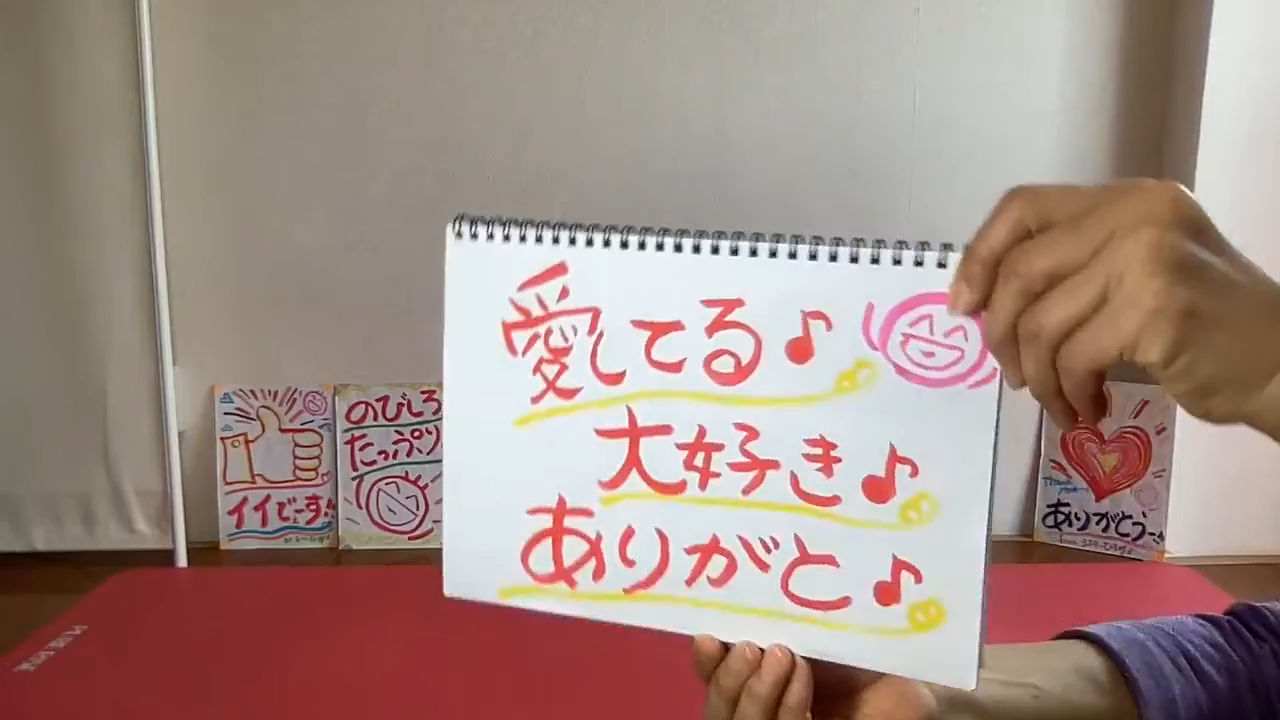 愛してる♪
大好き♪
ありがと♪
イイでーす!!
のびしろ
たっぷり
ありがとうー!!